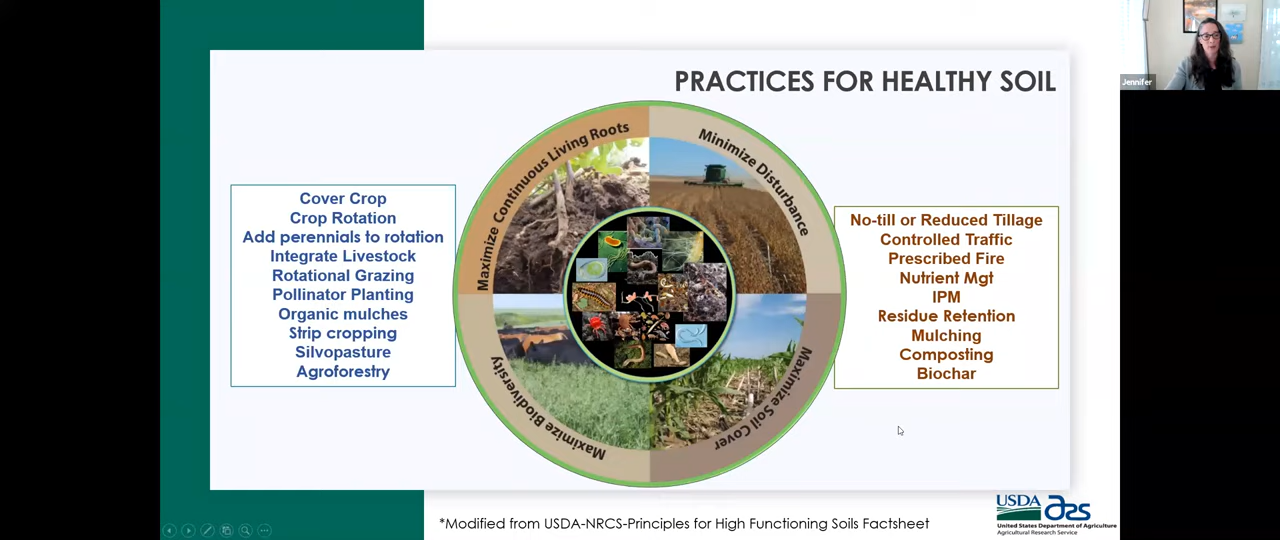 PRACTICES FOR HEALTHY SOIL
Jennifer
Maximize Continuous Living Roots
Minimize Disturbance
Cover Crop
Crop Rotation
Add perennials to rotation
Integrate Livestock
Rotational Grazing
Pollinator Planting
Organic mulches
Strip cropping
Silvopasture
Agroforestry
No-till or Reduced Tillage
Controlled Traffic
Prescribed Fire
Nutrient Mgt
IPM
Residue Retention
Mulching
Composting
Biochar
Maximize Biodiversity
Maximize Soil Cover
*Modified from USDA-NRCS-Principles for High Functioning Soils Factsheet
USDA ars
United States Department of Agriculture
Agricultural Research Service